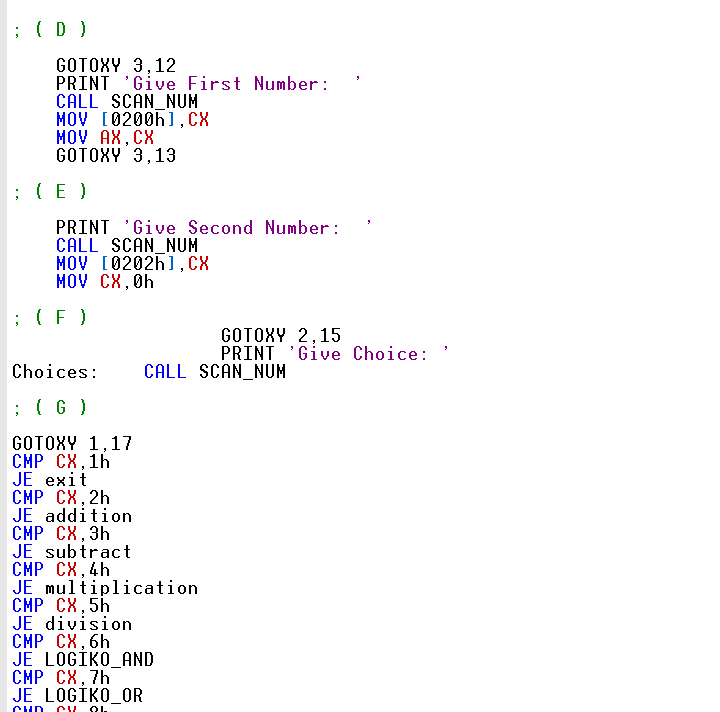 ; ( D )
GOTOXY 3,12
PRINT 'Give First Number:  '
CALL SCAN_NUM
MOV [0200h],CX
MOV AX,CX
GOTOXY 3,13
; ( E )
PRINT 'Give Second Number:  '
CALL SCAN_NUM
MOV [0202h],CX
MOV CX,0h
; ( F )
GOTOXY 2,15
PRINT 'Give Choice: '
Choices:    CALL SCAN_NUM
; ( G )
GOTOXY 1,17
CMP CX,1h
JE exit
CMP CX,2h
JE addition
CMP CX,3h
JE subtract
CMP CX,4h
JE multiplication
CMP CX,5h
JE division
CMP CX,6h
JE LOGIKO_AND
CMP CX,7h
JE LOGIKO_OR
CMP CX,8h